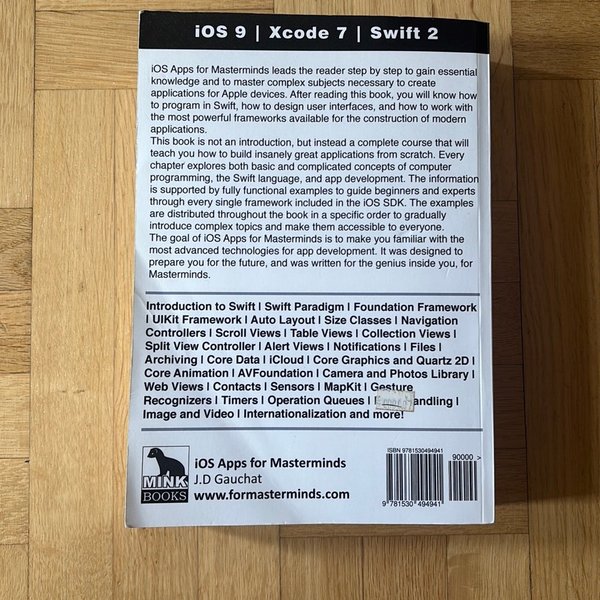 iOS 9 | Xcode 7 | Swift 2
iOS Apps for Masterminds leads the reader step by step to gain essential
knowledge and to master complex subjects necessary to create
applications for Apple devices. After reading this book, you will know how
to program in Swift, how to design user interfaces, and how to work with
the most powerful frameworks available for the construction of modern
applications.
This book is not an introduction, but instead a complete course that will
teach you how to build insanely great applications from scratch. Every
chapter explores both basic and complicated concepts of computer
programming, the Swift language, and app development. The information
is supported by fully functional examples to guide beginners and experts
through every single framework included in the iOS SDK. The examples
are distributed throughout the book in a specific order to gradually
introduce complex topics and make them accessible to everyone.
The goal of iOS Apps for Masterminds is to make you familiar with the
most advanced technologies for app development. It was designed to
prepare you for the future, and was written for the genius inside you, for
Masterminds.
Introduction to Swift | Swift Paradigm | Foundation Framework
| UIKit Framework | Auto Layout | Size Classes | Navigation
Controllers | Scroll Views | Table Views | Collection Views |
Split View Controller | Alert Views | Notifications | Files |
Archiving | Core Data | iCloud | Core Graphics and Quartz 2D |
Core Animation | AVFoundation | Camera and Photos Library |
Web Views | Contacts | Sensors | MapKit | Gesture
Recognizers | Timers | Operation Queues |
Image and Video | Internationalization and more!
MINK
BOOKS
iOS Apps for Masterminds
J.D Gauchat
www.formasterminds.com
ISBN 9781530494941
90000 >
9 781530 494941 >